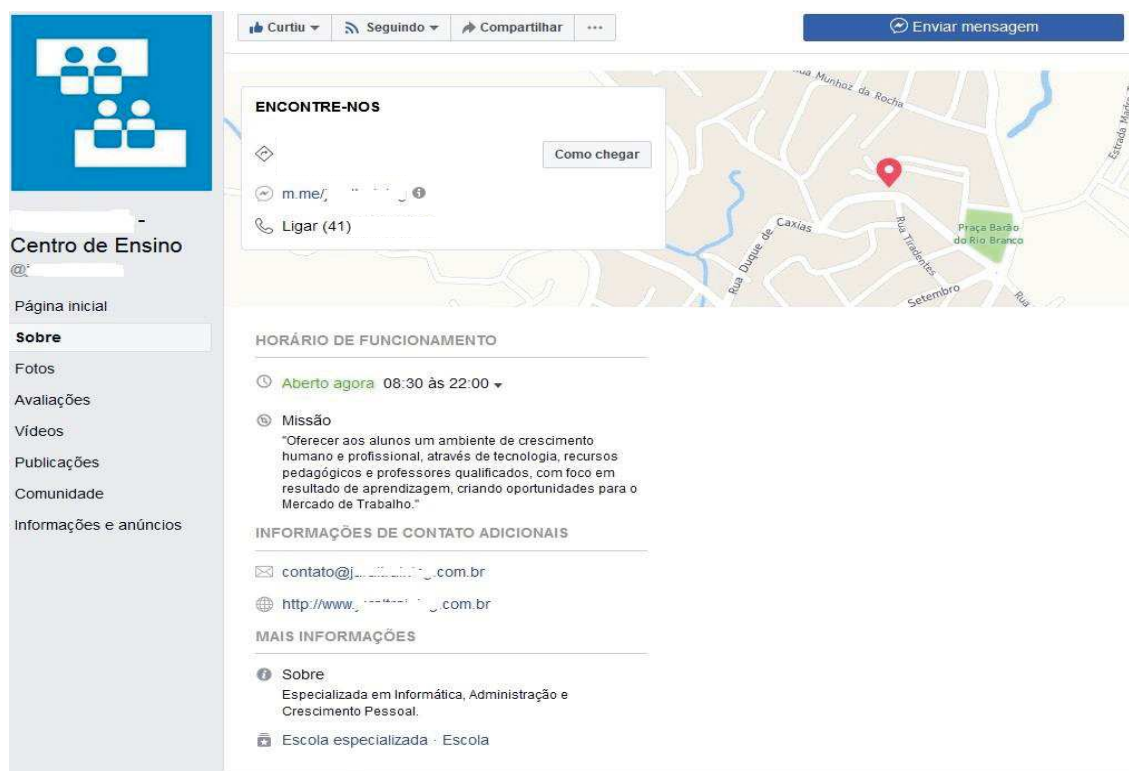 Curtiu Seguindo Compartilhar ... Enviar mensagem
ENCONTRE-NOS
Como chegar
m.me/
Ligar (41)
Munhoz da Rocha
Estrada
Rua Duque de Caxias
Rua Tiradentes
Praça Barão
do Rio Branco
Setembro
Rua
-
Centro de Ensino
@
Página inicial
Sobre
Fotos
Avaliações
Vídeos
Publicações
Comunidade
Informações e anúncios
HORÁRIO DE FUNCIONAMENTO
Aberto agora 08:30 às 22:00
Missão
"Oferecer aos alunos um ambiente de crescimento
humano e profissional, através de tecnologia, recursos
pedagógicos e professores qualificados, com foco em
resultado de aprendizagem, criando oportunidades para o
Mercado de Trabalho."
INFORMAÇÕES DE CONTATO ADICIONAIS
contato@ .com.br
http://www. .com.br
MAIS INFORMAÇÕES
Sobre
Especializada em Informática, Administração e
Crescimento Pessoal.
Escola especializada · Escola